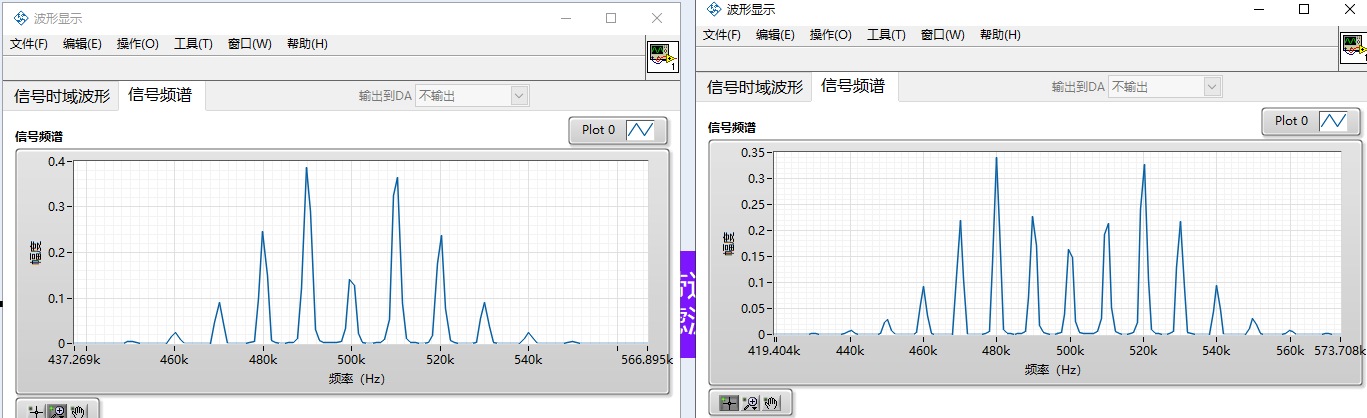 波形显示
文件(F) 编辑(E) 操作(O) 工具(T) 窗口(W) 帮助(H)
1
信号时域波形 信号频谱 输出到DA 不输出
Plot 0
信号频谱
0.4
0.3
0.2
0.1
0
幅度
437.269k 460k 480k 500k 520k 540k 566.895k
频率（Hz）
波形显示
文件(F) 编辑(E) 操作(O) 工具(T) 窗口(W) 帮助(H)
1
信号时域波形 信号频谱 输出到DA 不输出
Plot 0
信号频谱
0.35
0.3
0.25
0.2
0.15
0.1
0.05
0
幅度
419.404k 440k 460k 480k 500k 520k 540k 560k 573.708k
频率（Hz）